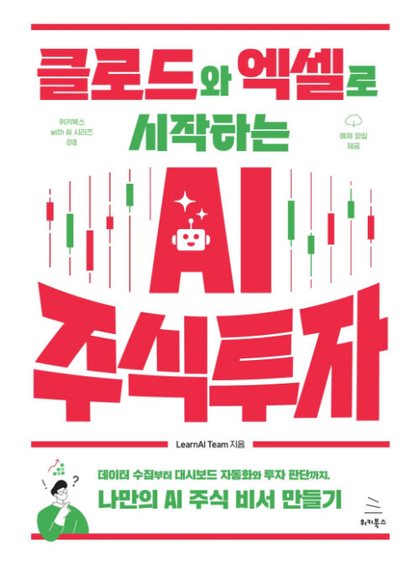 클로드와 엑셀로
위키북스
with AI 시리즈
018
시작하는
예제 파일
제공
AI
주식투자
LearnAI Team 지음
데이터 수집부터 대시보드 자동화와 투자 판단까지,
나만의 AI 주식 비서 만들기
! ?
위키북스